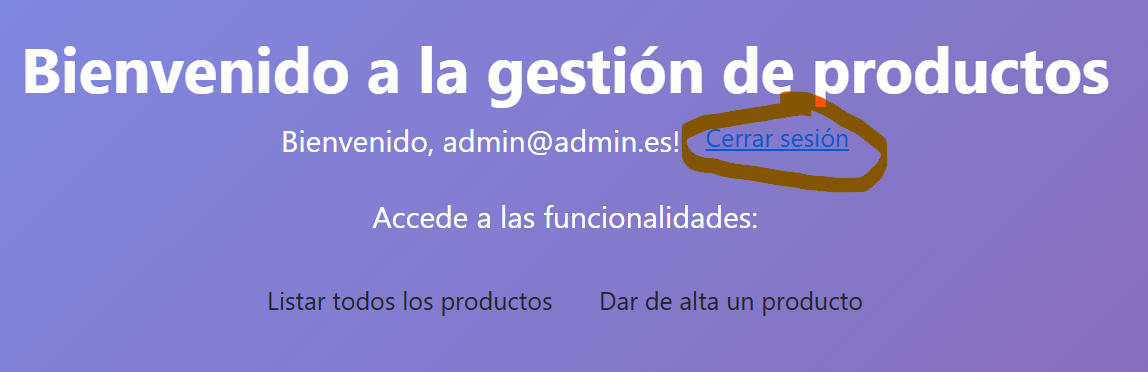 Bienvenido a la gestión de productos
Bienvenido, admin@admin.es! Cerrar sesión
Accede a las funcionalidades:
Listar todos los productos Dar de alta un producto